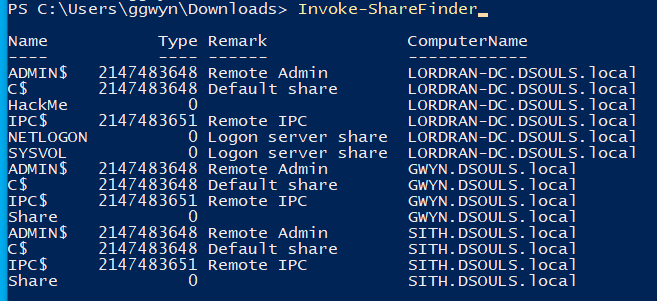 PS C:\Users\ggwyn\Downloads> Invoke-ShareFinder_
Name Type Remark ComputerName
---- ---- ------ ------------
ADMIN$ 2147483648 Remote Admin LORDRAN-DC.DSOULS.local
C$ 2147483648 Default share LORDRAN-DC.DSOULS.local
HackMe 0 LORDRAN-DC.DSOULS.local
IPC$ 2147483651 Remote IPC LORDRAN-DC.DSOULS.local
NETLOGON 0 Logon server share LORDRAN-DC.DSOULS.local
SYSVOL 0 Logon server share LORDRAN-DC.DSOULS.local
ADMIN$ 2147483648 Remote Admin GWYN.DSOULS.local
C$ 2147483648 Default share GWYN.DSOULS.local
IPC$ 2147483651 Remote IPC GWYN.DSOULS.local
Share 0 GWYN.DSOULS.local
ADMIN$ 2147483648 Remote Admin SITH.DSOULS.local
C$ 2147483648 Default share SITH.DSOULS.local
IPC$ 2147483651 Remote IPC SITH.DSOULS.local
Share 0 SITH.DSOULS.local